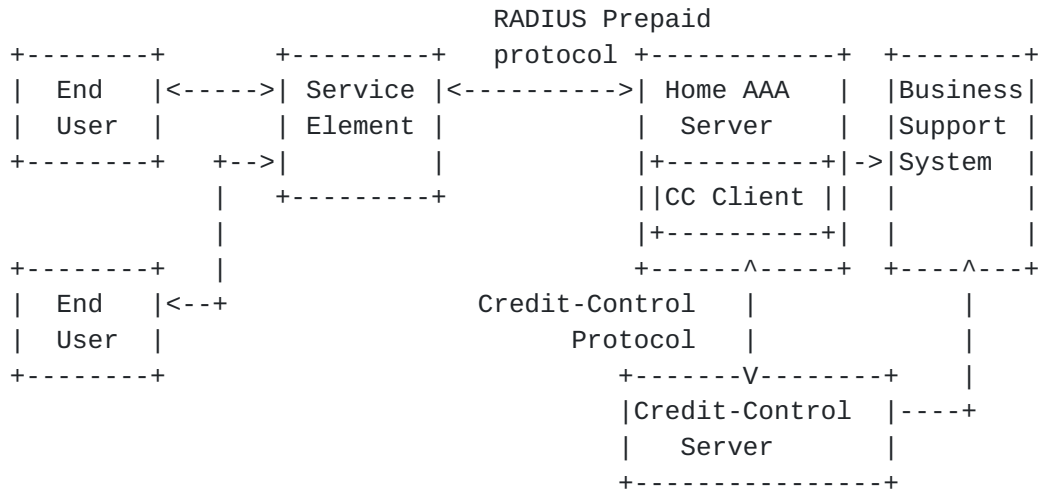 RADIUS Prepaid
protocol
End Service Home AAA Business
User Element Server Support
System
CC Client
End Credit-Control
User Protocol
Credit-Control
Server